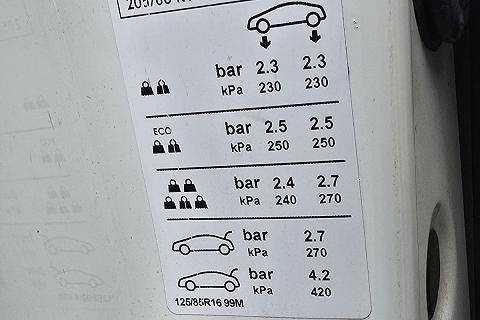 bar 2.3 2.3
kPa 230 230
ECO
bar 2.5 2.5
kPa 250 250
bar 2.4 2.7
kPa 240 270
bar 2.7
kPa 270
bar 4.2
kPa 420
125/85R16 99M